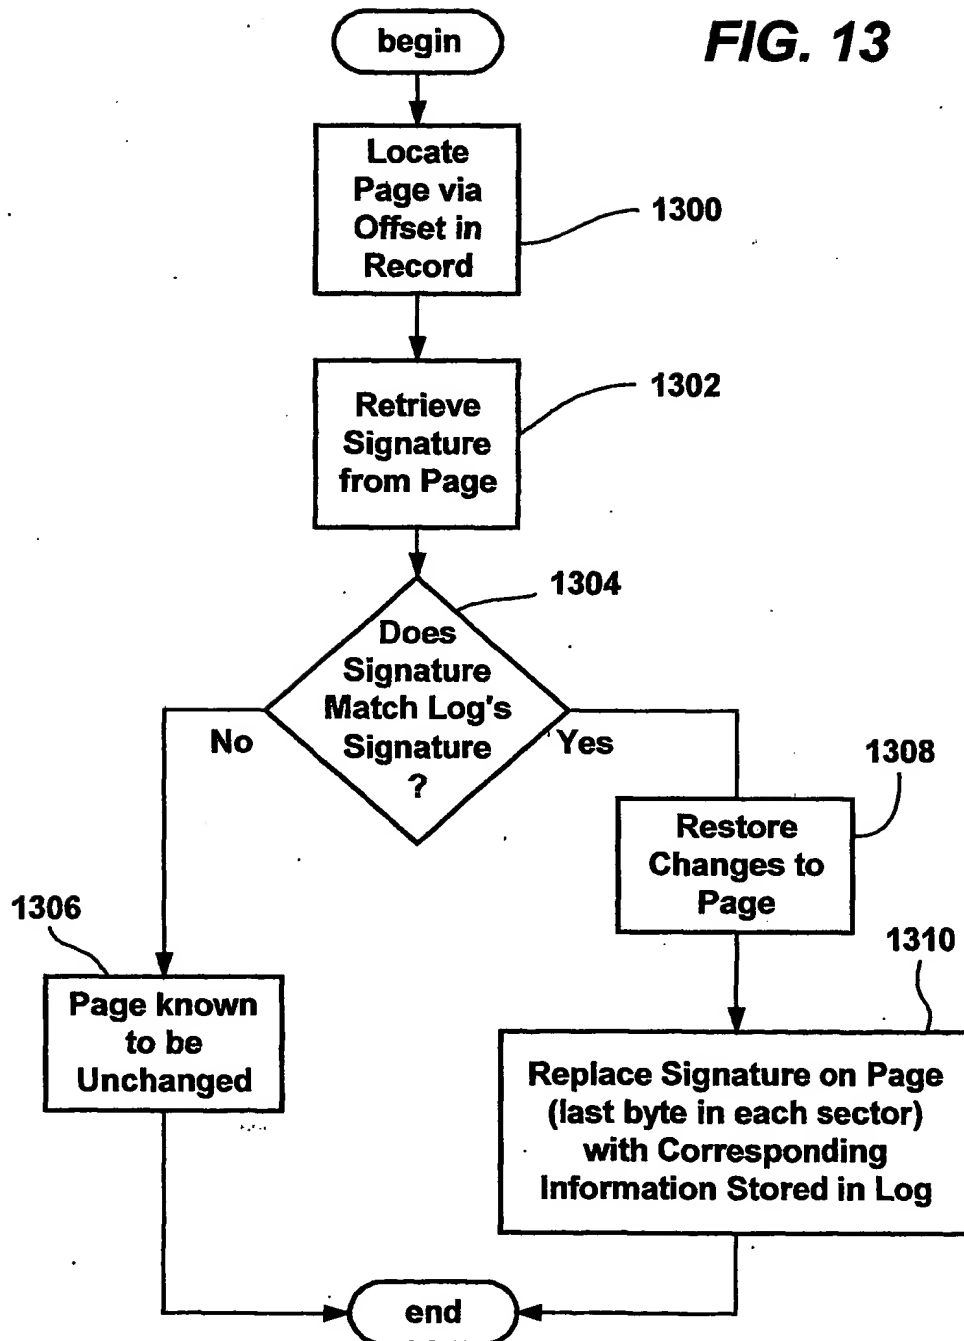 begin
FIG. 13
Locate
Page via
Offset in
Record
1300
Retrieve
Signature
from Page
1302
1304
Does
Signature
Match Log's
Signature
?
No
Yes
1308
Restore
Changes to
Page
1306
Page known
to be
Unchanged
1310
Replace Signature on Page
(last byte in each sector)
with Corresponding
Information Stored in Log
end